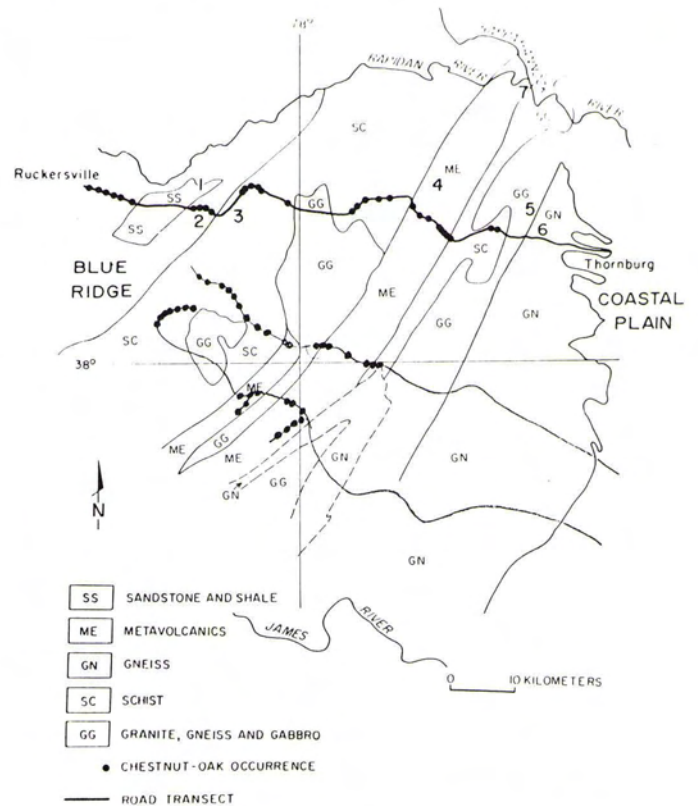 78°
RAPIDAN RIVER
RIVER
7
SC
SC
Ruckersville
1
SS
2
3
SS
GG
4
ME
GG
5
GN
6
SC
Thornburg
BLUE
RIDGE
GG
ME
COASTAL
PLAIN
SC
GG
SC
GG
GN
38°
ME
ME
GG
ME
GN
GN
GN
GG
N
GN
JAMES RIVER
0 10 KILOMETERS
SS SANDSTONE AND SHALE
ME METAVOLCANICS
GN GNEISS
SC SCHIST
GG GRANITE, GNEISS AND GABBRO
CHESTNUT-OAK OCCURRENCE
ROAD TRANSECT